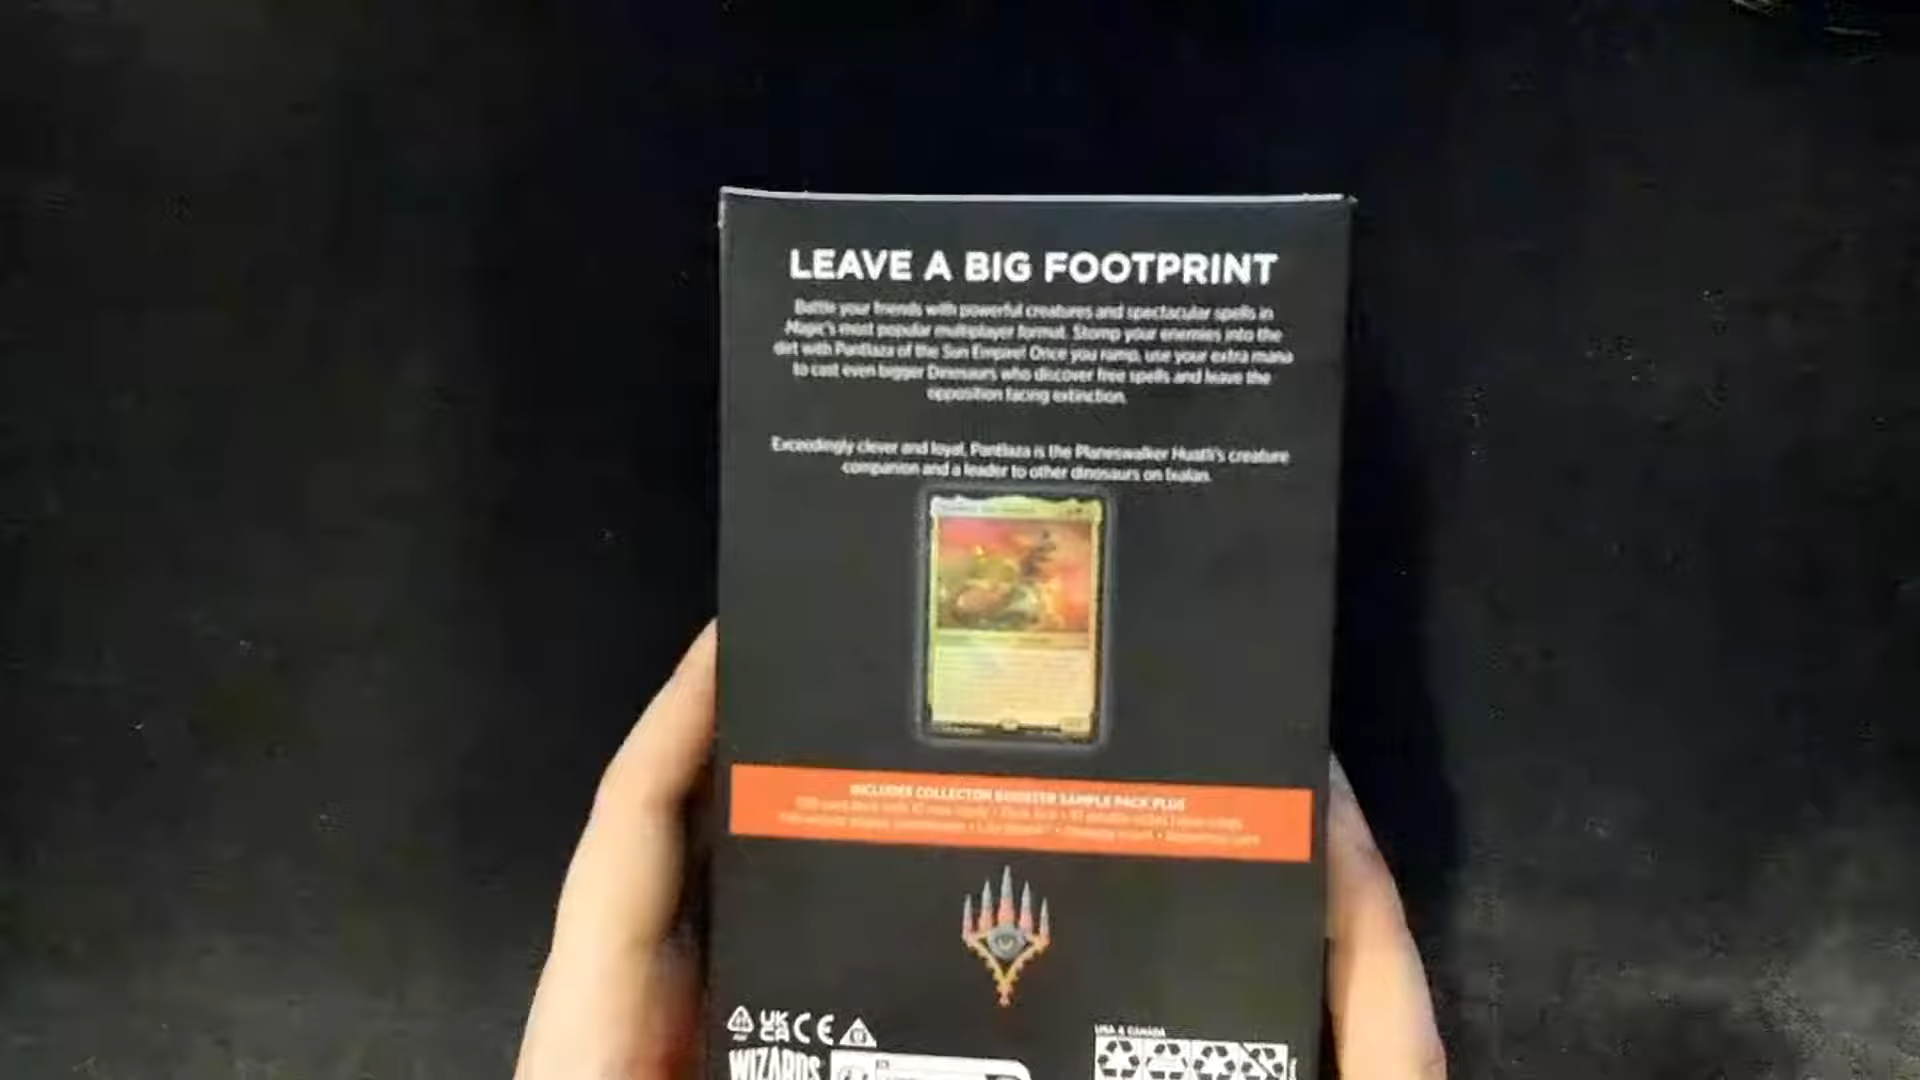 LEAVE A BIG FOOTPRINT
Battle your friends with powerful creatures and spectacular spells in
Magic's most popular multiplayer format. Stomp your enemies into the
dirt with Pantlaza of the Sun Empire! Once you ramp, use your extra mana
to cast even bigger Dinosaurs who discover free spells and leave the
opposition facing extinction.
Exceedingly clever and loyal, Pantlaza is the Planeswalker Huatli's creature
companion and a leader to other dinosaurs on Ixalan.
INCLUDES COLLECTOR BOOSTER SAMPLE PACK PLUS
UK
CA CE
WIZARDS
USA & CANADA